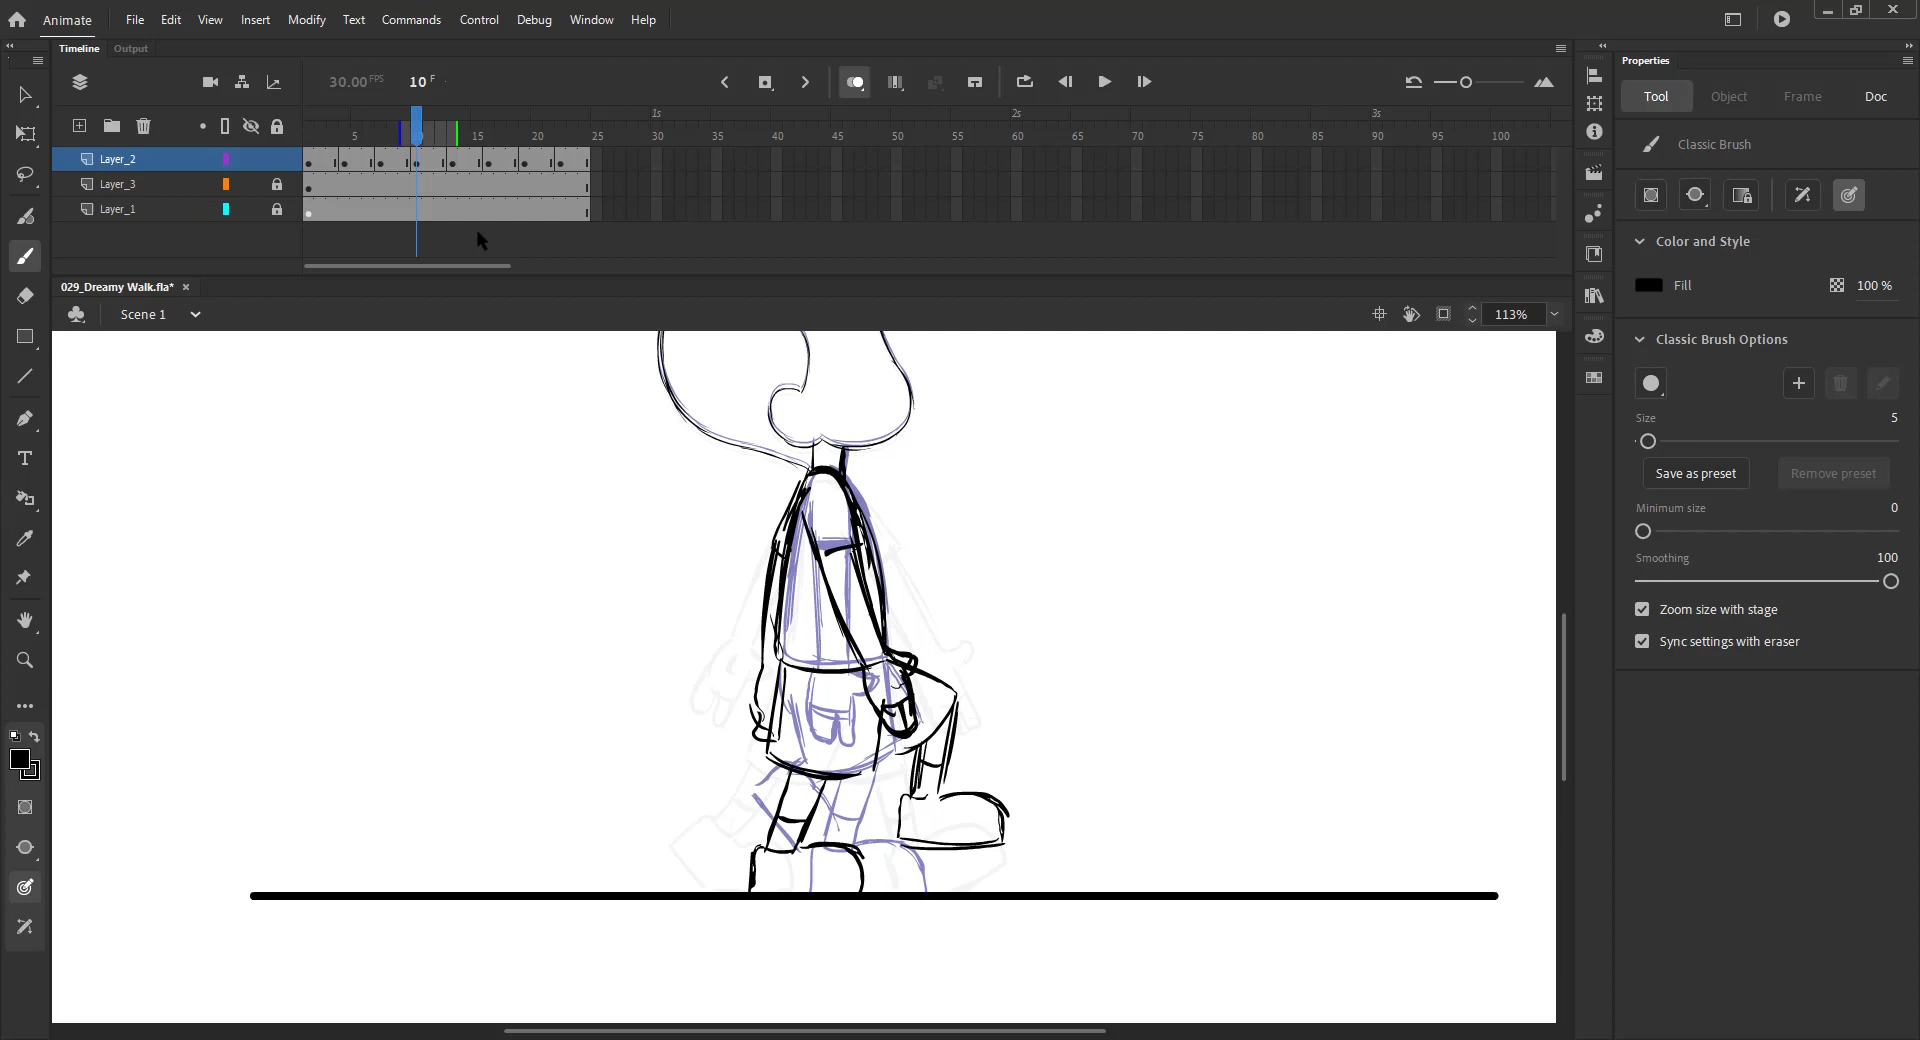 Animate File Edit View Insert Modify Text Commands Control Debug Window Help
Timeline Output
Properties
30.00 FPS 10 F
Tool Object Frame Doc
1s 2s 3s
5 10 15 20 25 30 35 40 45 50 55 60 65 70 75 80 85 90 95 100
Layer_2
Classic Brush
Layer_3
Layer_1
Color and Style
029_Dreamy Walk.fla* ×
Fill 100 %
Scene 1 113%
Classic Brush Options
Size 5
Save as preset Remove preset
Minimum size 0
Smoothing 100
Zoom size with stage
Sync settings with eraser